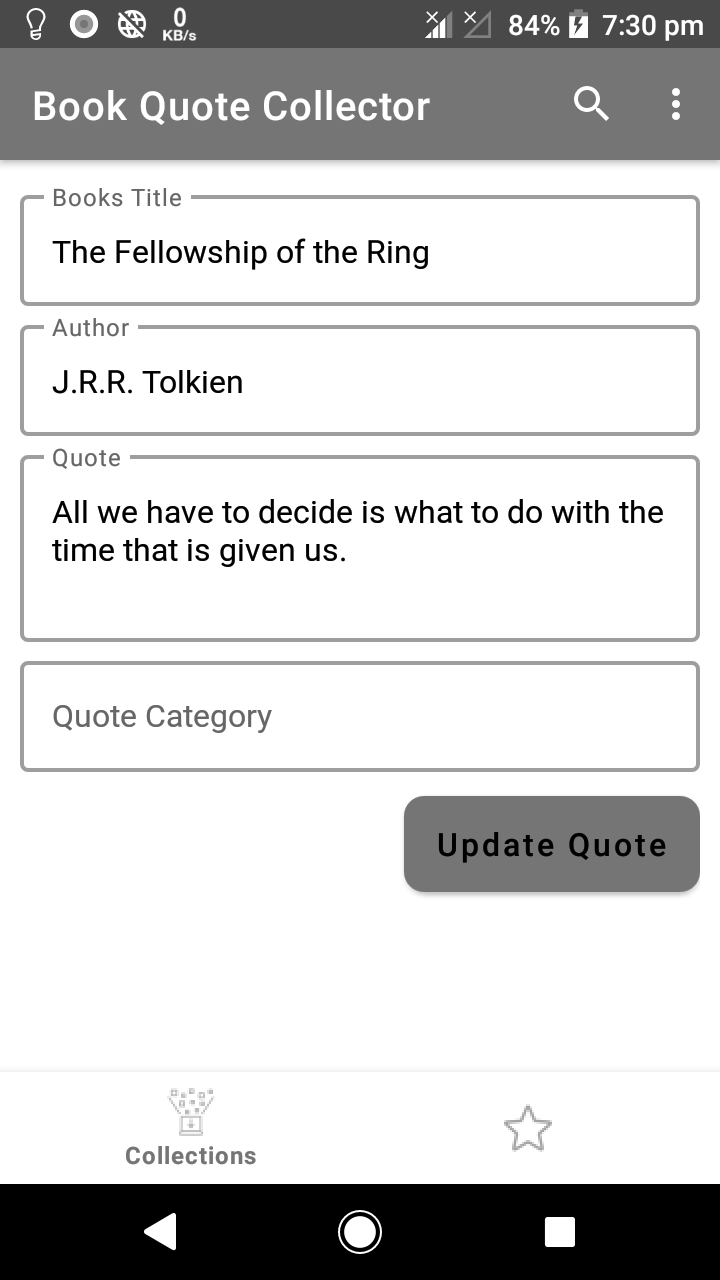 0
KB/s
84%
7:30 pm
Book Quote Collector
Books Title
The Fellowship of the Ring
Author
J.R.R. Tolkien
Quote
All we have to decide is what to do with the
time that is given us.
Quote Category
Update Quote
Collections